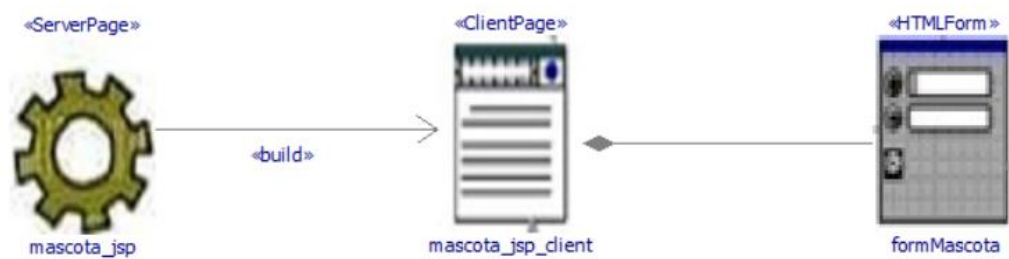 «ServerPage»
«ClientPage»
«HTMLForm»
«build»
mascota_jsp
mascota_jsp_client
formMascota